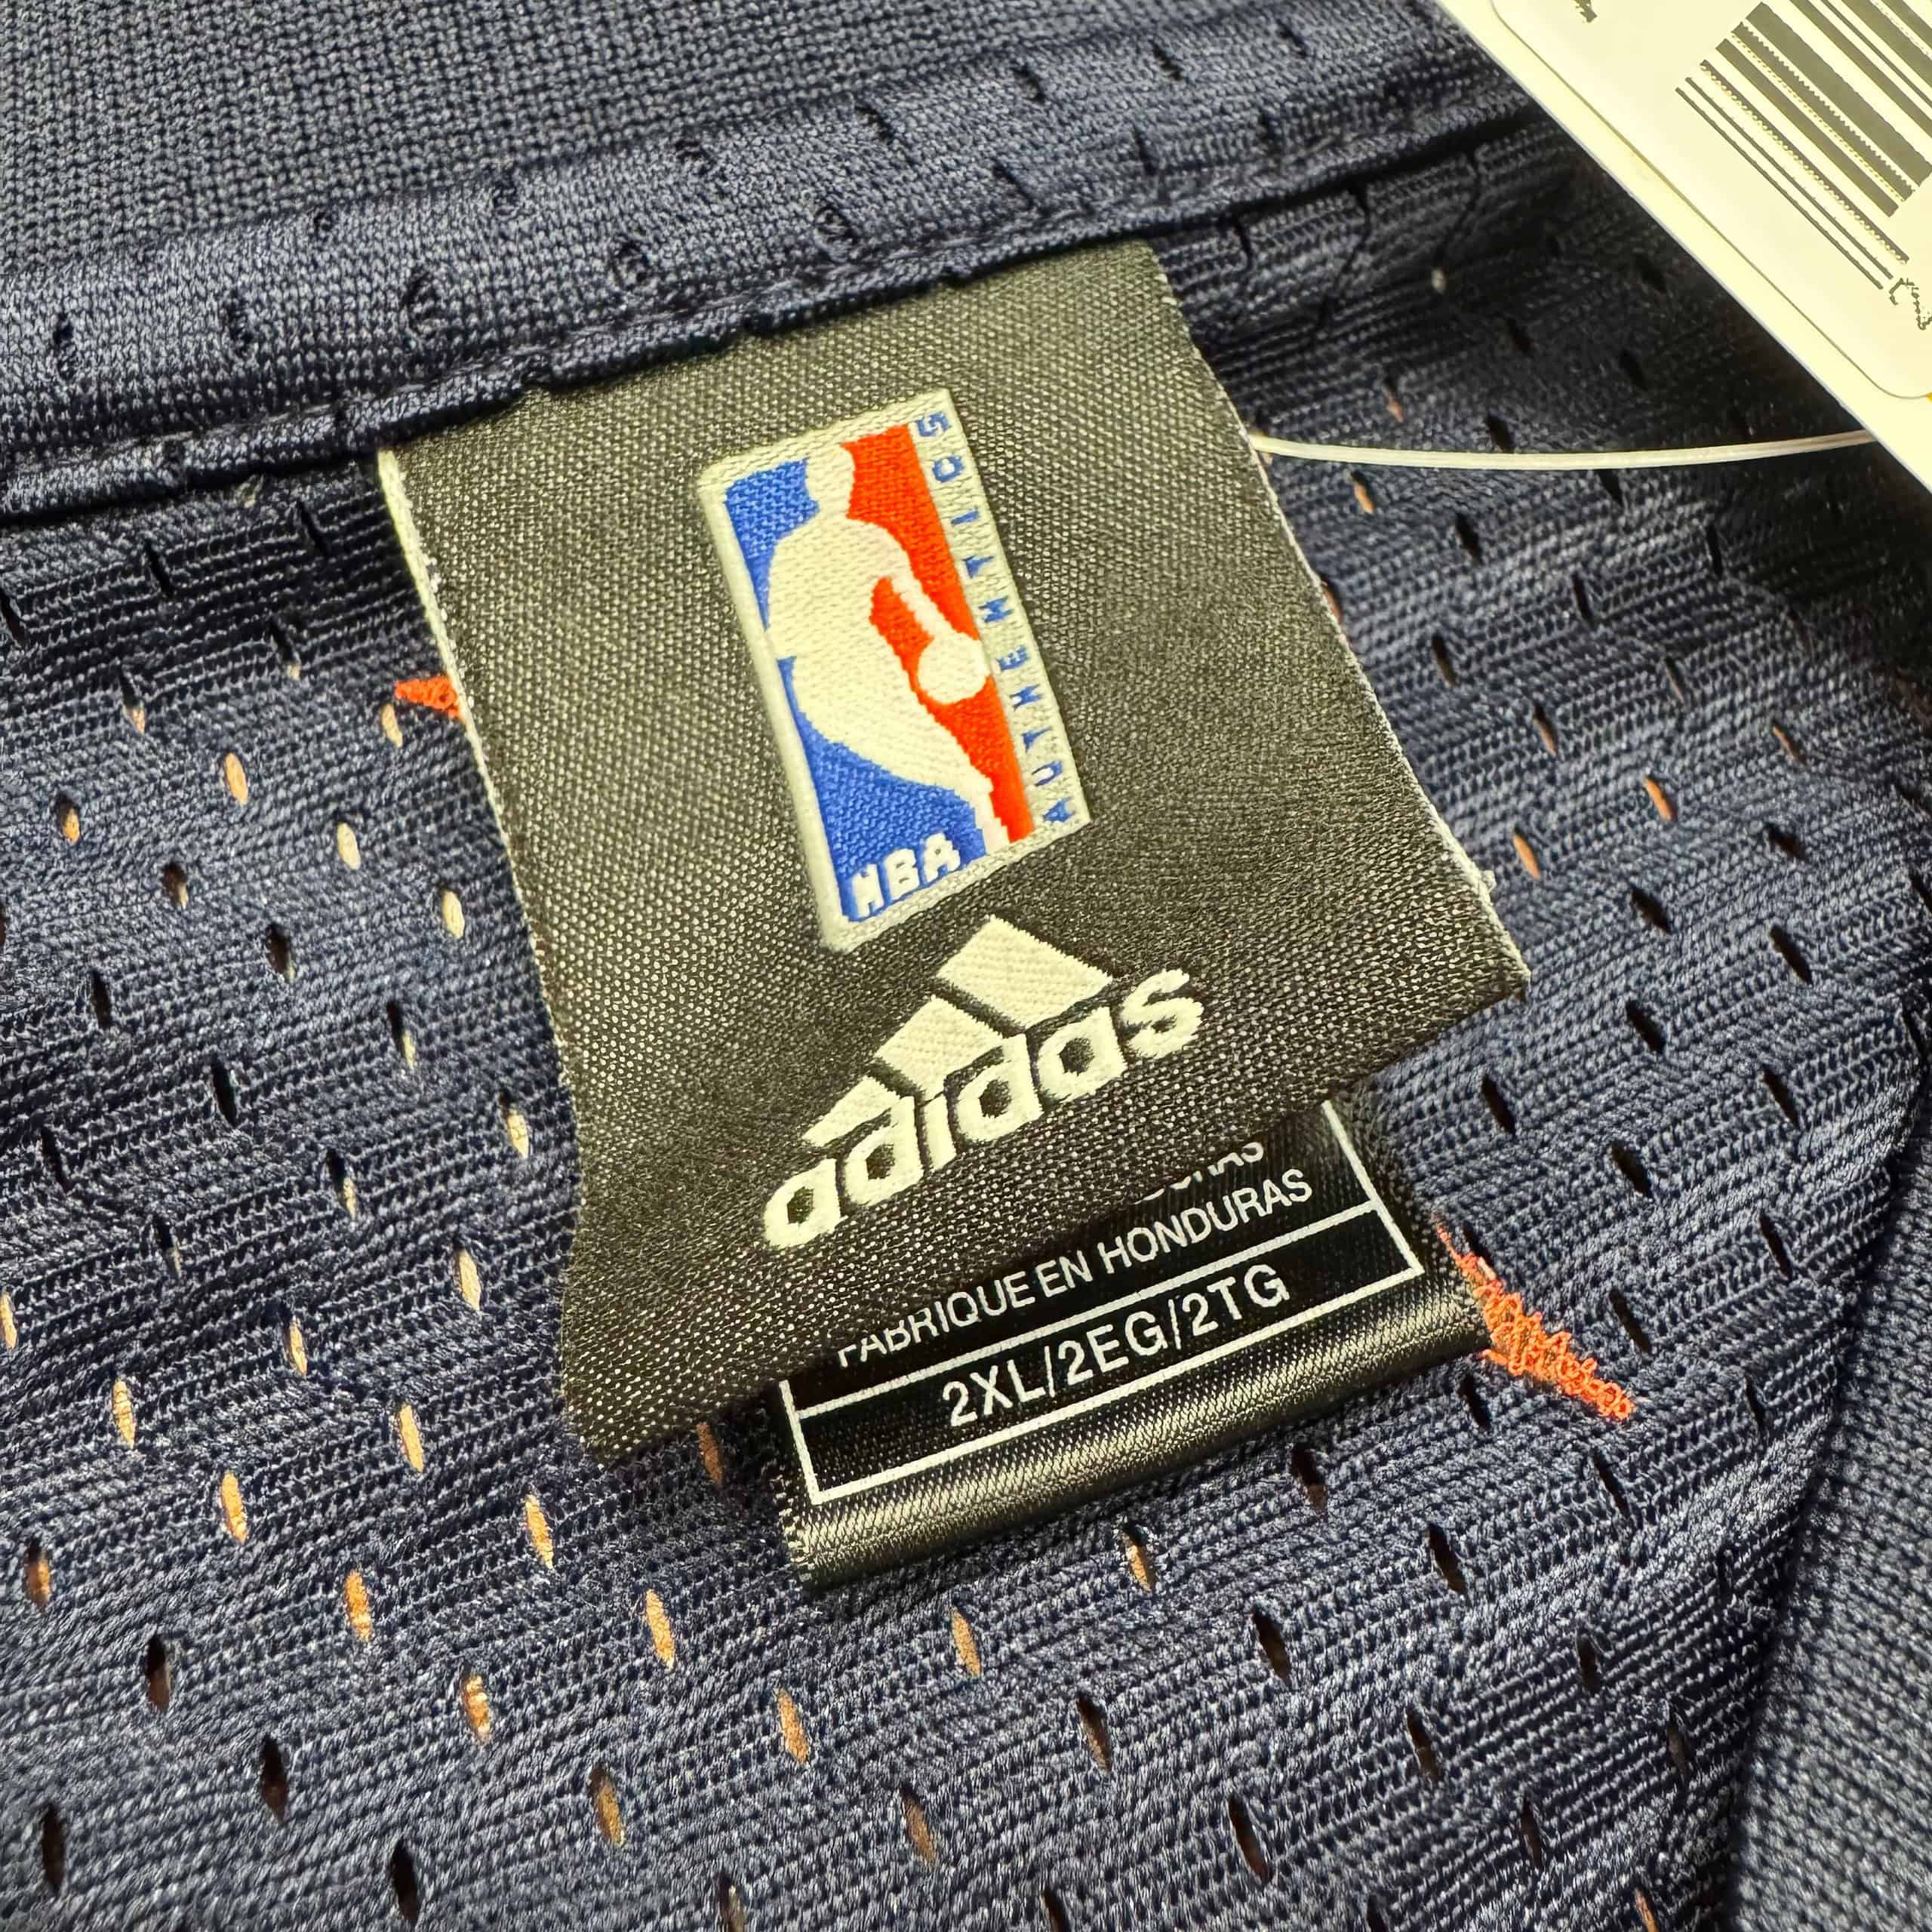 NBA
AUTHENTICS
adidas
FABRIQUE EN HONDURAS
2XL/2EG/2TG